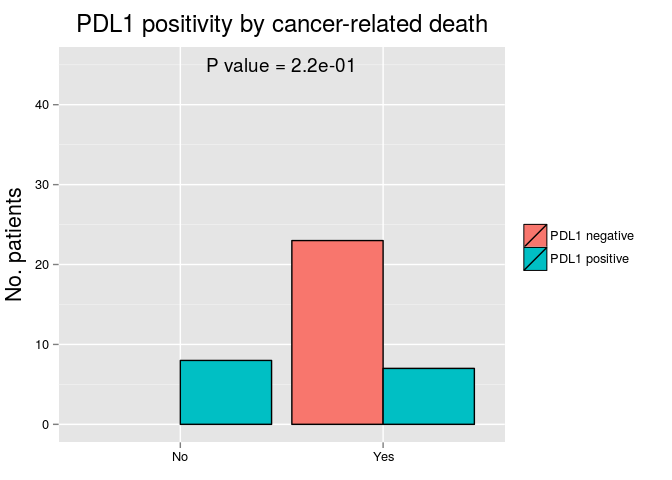 PDL1 positivity by cancer-related death
P value = 2.2e-01
No. patients
40
30
20
10
0
No
Yes
PDL1 negative
PDL1 positive